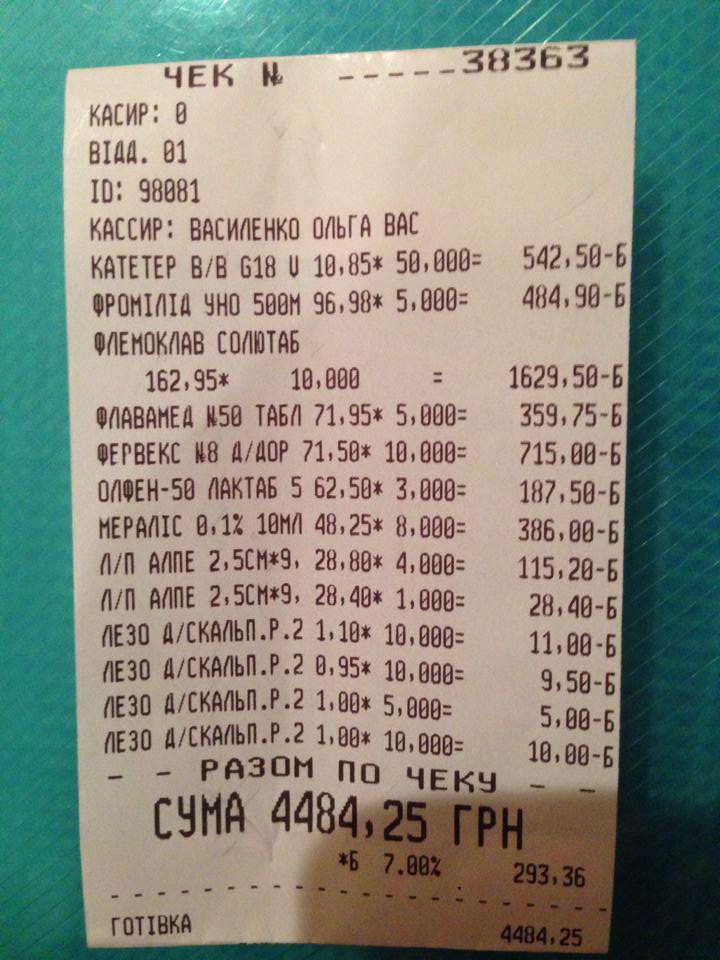 ЧЕК № -----38363
КАСИР: 0
ВІДД. 01
ID: 98081
КАССИР: ВАСИЛЕНКО ОЛЬГА ВАС
КАТЕТЕР В/В G18 U 10,85* 50,000= 542,50-Б
ФРОМІЛІД УНО 500М 96,98* 5,000= 484,90-Б
ФЛЕМОКЛАВ СОЛЮТАБ
162,95* 10,000 = 1629,50-Б
ФЛАВАМЕД №50 ТАБЛ 71,95* 5,000= 359,75-Б
ФЕРВЕКС №8 Д/ДОР 71,50* 10,000= 715,00-Б
ОЛФЕН-50 ЛАКТАБ 5 62,50* 3,000= 187,50-Б
МЕРАЛІС 0,1% 10МЛ 48,25* 8,000= 386,00-Б
Л/П АЛПЕ 2,5СМ*9, 28,80* 4,000= 115,20-Б
Л/П АЛПЕ 2,5СМ*9, 28,40* 1,000= 28,40-Б
ЛЕЗО Д/СКАЛЬП.Р.2 1,10* 10,000= 11,00-Б
ЛЕЗО Д/СКАЛЬП.Р.2 0,95* 10,000= 9,50-Б
ЛЕЗО Д/СКАЛЬП.Р.2 1,00* 5,000= 5,00-Б
ЛЕЗО Д/СКАЛЬП.Р.2 1,00* 10,000= 10,00-Б
- - РАЗОМ ПО ЧЕКУ - -
СУМА 4484,25 ГРН
*Б 7.00% 293,36
ГОТІВКА 4484,25